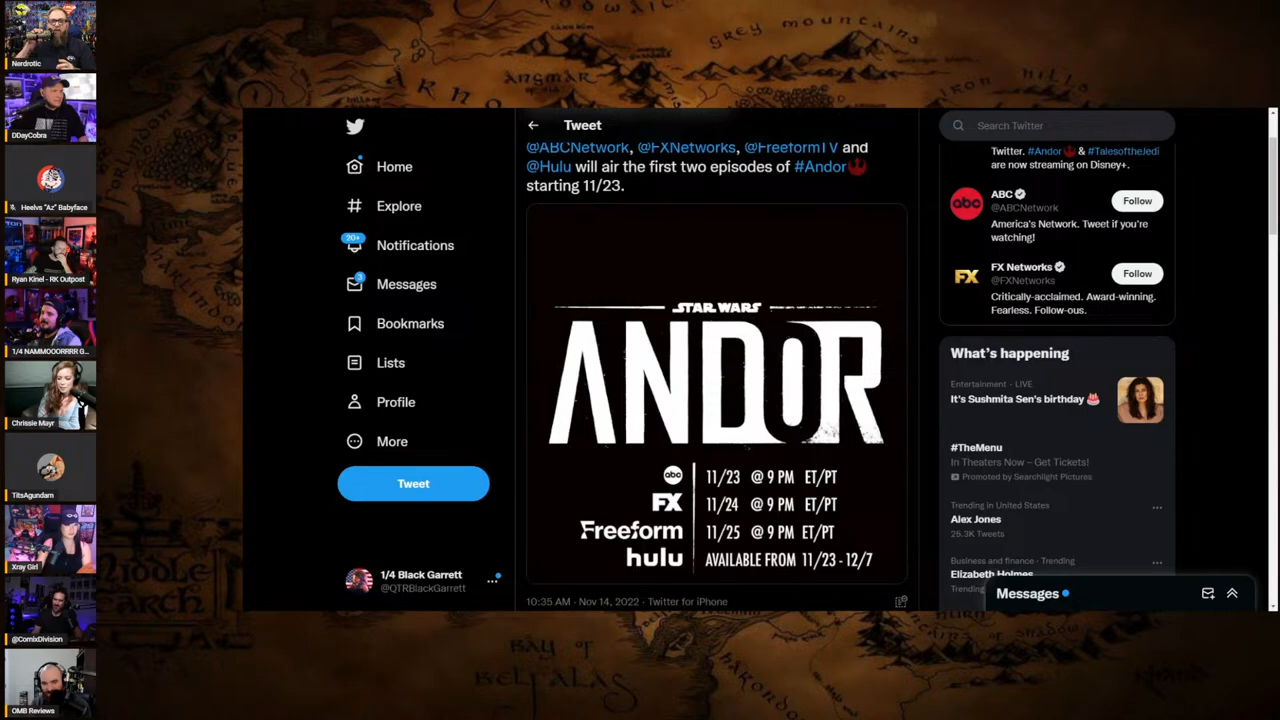 Nerdrotic
DDayCobra
Heelvs "Az" Babyface
Ryan Kinel - RK Outpost
1/4 NAMMOOORRRR G...
Chrissie Mayr
TitsAgundam
Xray Girl
@ComixDivision
OMB Reviews
GREY MOUNTAINS
ANGMAR
Home
Explore
20+
Notifications
3
Messages
Bookmarks
Lists
Profile
More
Tweet
1/4 Black Garrett
@QTRBlackGarrett
Tweet
@ABCNetwork, @FXNetworks, @FreeformTV and
@Hulu will air the first two episodes of #Andor
starting 11/23.
STAR WARS
ANDOR
abc 11/23 @ 9 PM ET/PT
FX 11/24 @ 9 PM ET/PT
Freeform 11/25 @ 9 PM ET/PT
hulu AVAILABLE FROM 11/23 - 12/7
10:35 AM · Nov 14, 2022 · Twitter for iPhone
Search Twitter
Twitter. #Andor & #TalesoftheJedi
are now streaming on Disney+.
abc
ABC
@ABCNetwork
Follow
America's Network. Tweet if you're
watching!
FX
FX Networks
@FXNetworks
Follow
Critically-acclaimed. Award-winning.
Fearless. Follow-ous.
What's happening
Entertainment · LIVE
It's Sushmita Sen's birthday
#TheMenu
In Theaters Now – Get Tickets!
Promoted by Searchlight Pictures
Trending in United States
Alex Jones
25.3K Tweets
Business and finance · Trending
Elizabeth Holmes
Trending
Messages
MIDDLE
EARTH
BAY OF
BELFALAS